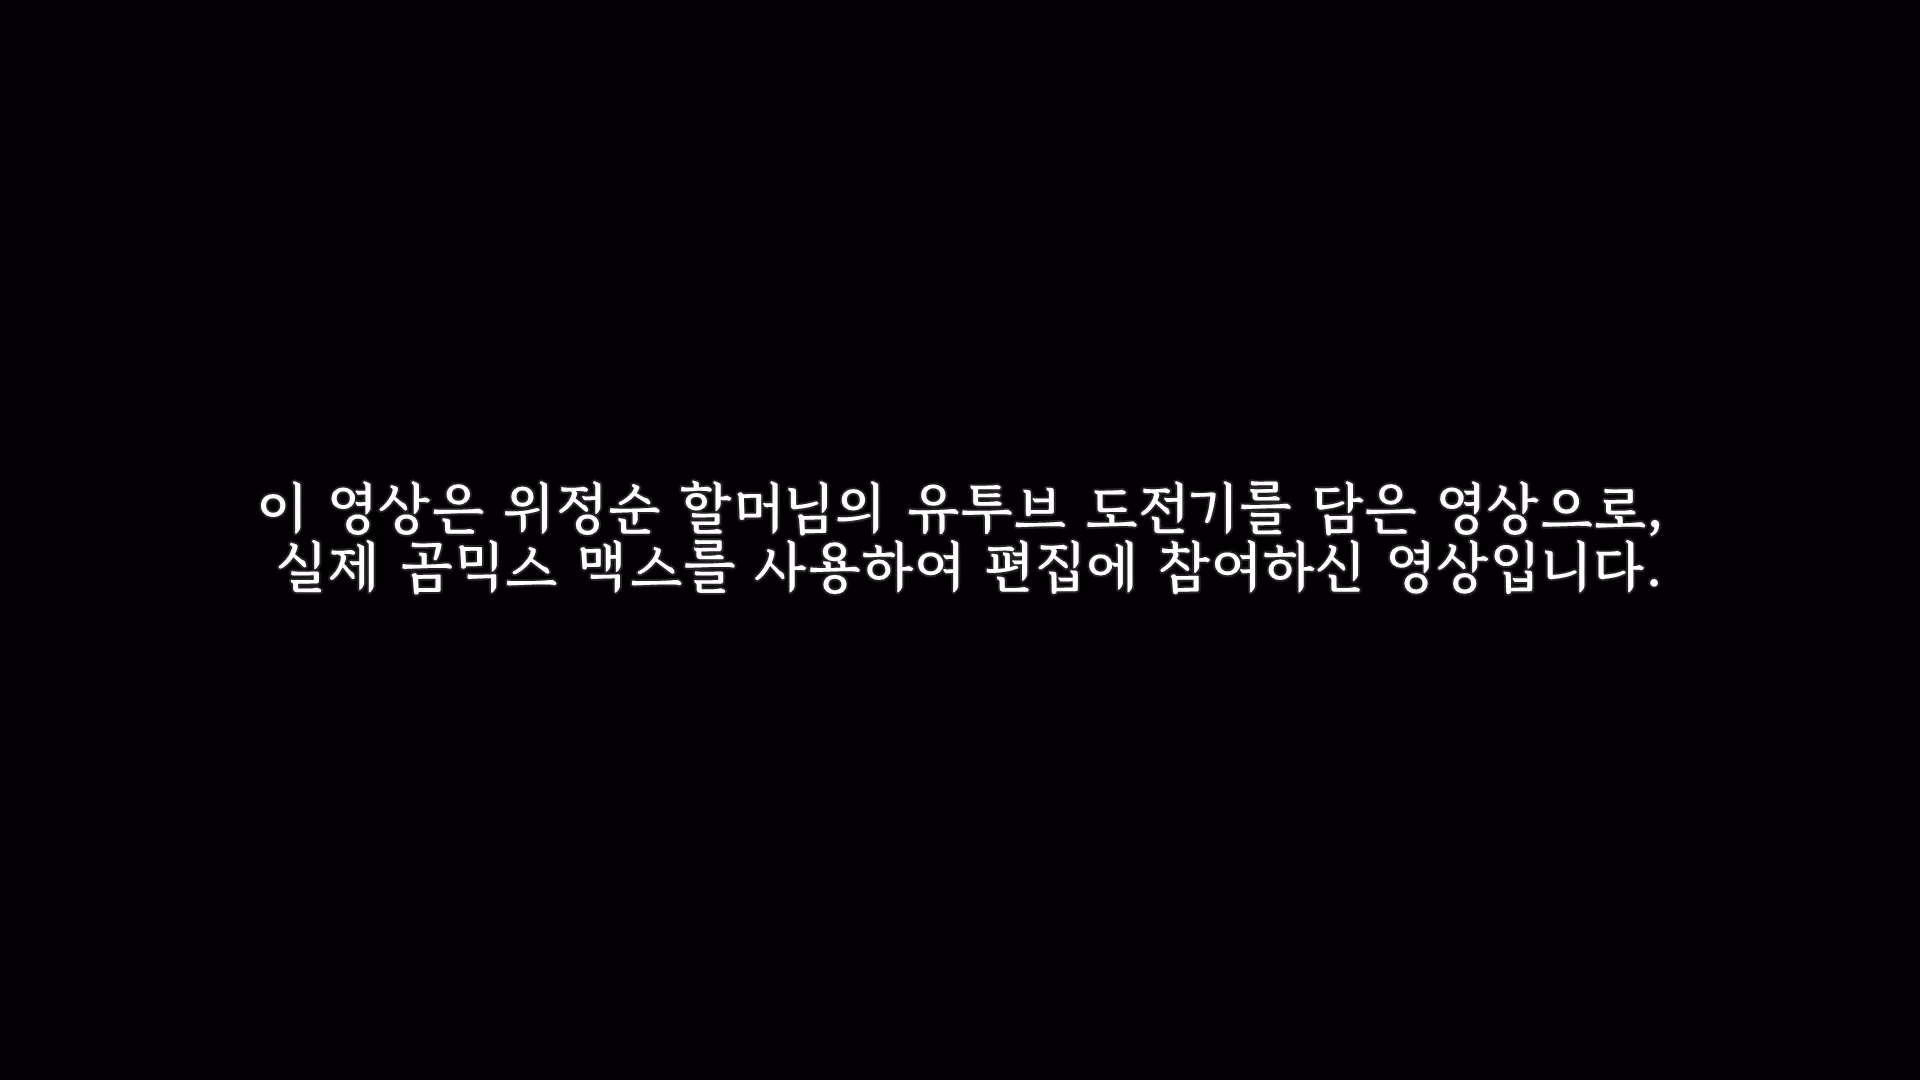 이 영상은 위정순 할머님의 유투브 도전기를 담은 영상으로,
실제 곰믹스 맥스를 사용하여 편집에 참여하신 영상입니다.